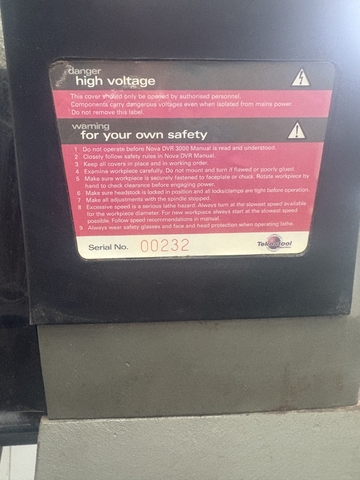 danger
high voltage
This cover should only be opened by authorised personnel.
Components carry dangerous voltages even when isolated from mains power.
Do not remove this label.
warning
for your own safety
1 Do not operate before Nova DVR 3000 Manual is read and understood.
2 Closely follow safety rules in Nova DVR Manual.
3 Keep all covers in place and in working order.
4 Examine workpiece carefully. Do not mount and turn if flawed or poorly glued.
5 Make sure workpiece is securely fastened to faceplate or chuck. Rotate workpiece by
hand to check clearance before engaging power.
6 Make sure headstock is locked in position and all locks/clamps are tight before operation.
7 Make all adjustments with the spindle stopped.
8 Excessive speed is a serious lathe hazard. Always turn at the slowest speed available
for the workpiece diameter. For new workpiece always start at the slowest speed
possible. Follow speed recommendations in manual.
9 Always wear safety glasses and face and head protection when operating lathe.
Serial No. 00232
Teknatool